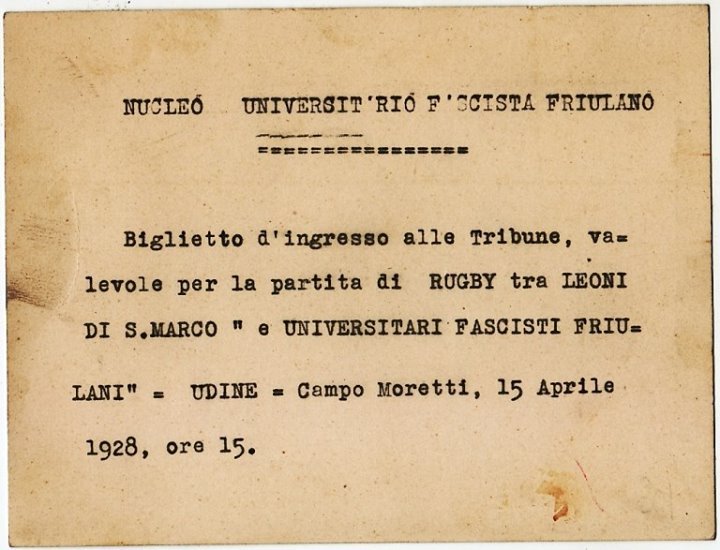 NUCLEO UNIVERSIT'RIO F'SCISTA FRIULANO
================
Biglietto d'ingresso alle Tribune, va=
levole per la partita di RUGBY tra LEONI
DI S.MARCO " e UNIVERSITARI FASCISTI FRIU=
LANI" = UDINE = Campo Moretti, 15 Aprile
1928, ore 15.